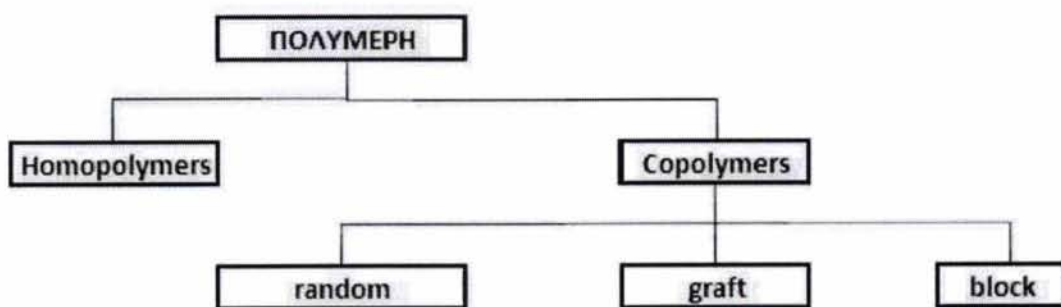 ΠΟΛΥΜΕΡΗ
Homopolymers
Copolymers
random
graft
block